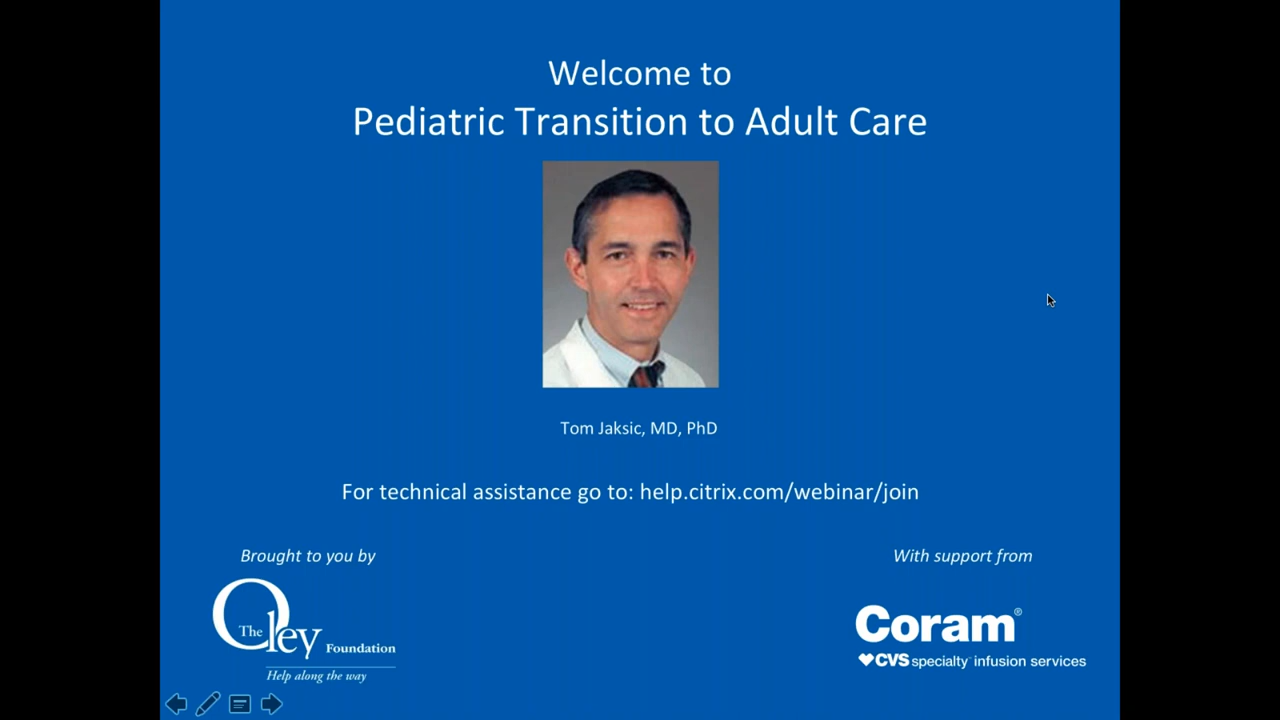 Welcome to
Pediatric Transition to Adult Care
Tom Jaksic, MD, PhD
For technical assistance go to: help.citrix.com/webinar/join
Brought to you by
The Oley Foundation
Help along the way
With support from
Coram®
CVS specialty™ infusion services